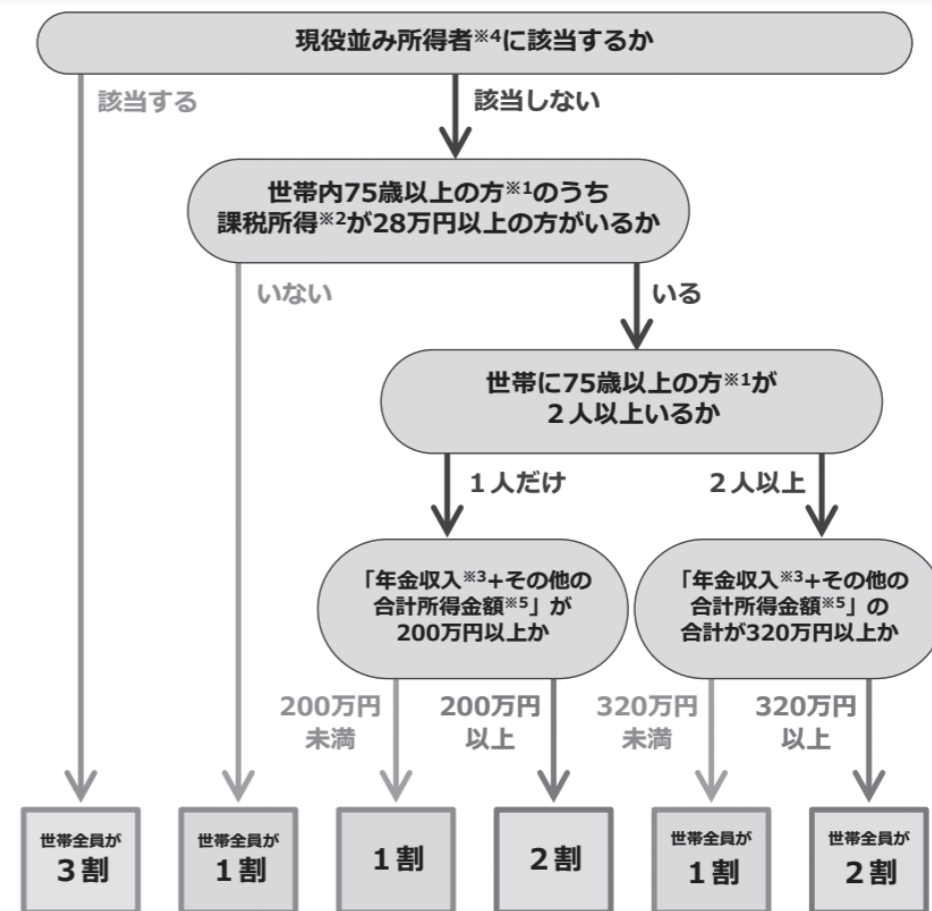 現役並み所得者※4に該当するか
該当する
該当しない
世帯内75歳以上の方※1のうち
課税所得※2が28万円以上の方がいるか
いない
いる
世帯に75歳以上の方※1が
２人以上いるか
１人だけ
２人以上
「年金収入※3+その他の
合計所得金額※5」が
200万円以上か
「年金収入※3+その他の
合計所得金額※5」の
合計が320万円以上か
200万円
未満
200万円
以上
320万円
未満
320万円
以上
世帯全員が
３割
世帯全員が
１割
１割
２割
世帯全員が
１割
世帯全員が
２割